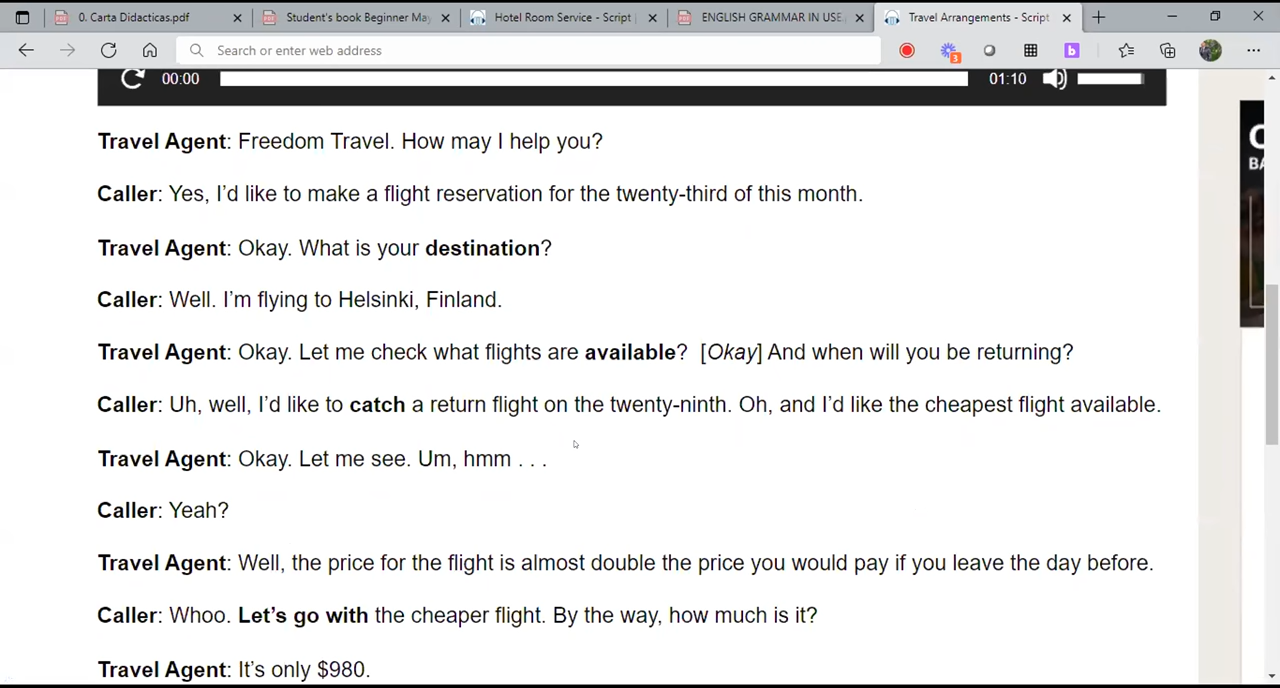 0. Carta Didacticas.pdf
Student's book Beginner May
Hotel Room Service - Script
ENGLISH GRAMMAR IN USE.
Travel Arrangements - Script
Search or enter web address
3
b
00:00
01:10
Travel Agent: Freedom Travel. How may I help you?
Caller: Yes, I'd like to make a flight reservation for the twenty-third of this month.
Travel Agent: Okay. What is your destination?
Caller: Well. I'm flying to Helsinki, Finland.
Travel Agent: Okay. Let me check what flights are available?  [Okay] And when will you be returning?
Caller: Uh, well, I'd like to catch a return flight on the twenty-ninth. Oh, and I'd like the cheapest flight available.
Travel Agent: Okay. Let me see. Um, hmm . . .
Caller: Yeah?
Travel Agent: Well, the price for the flight is almost double the price you would pay if you leave the day before.
Caller: Whoo. Let's go with the cheaper flight. By the way, how much is it?
Travel Agent: It's only $980.